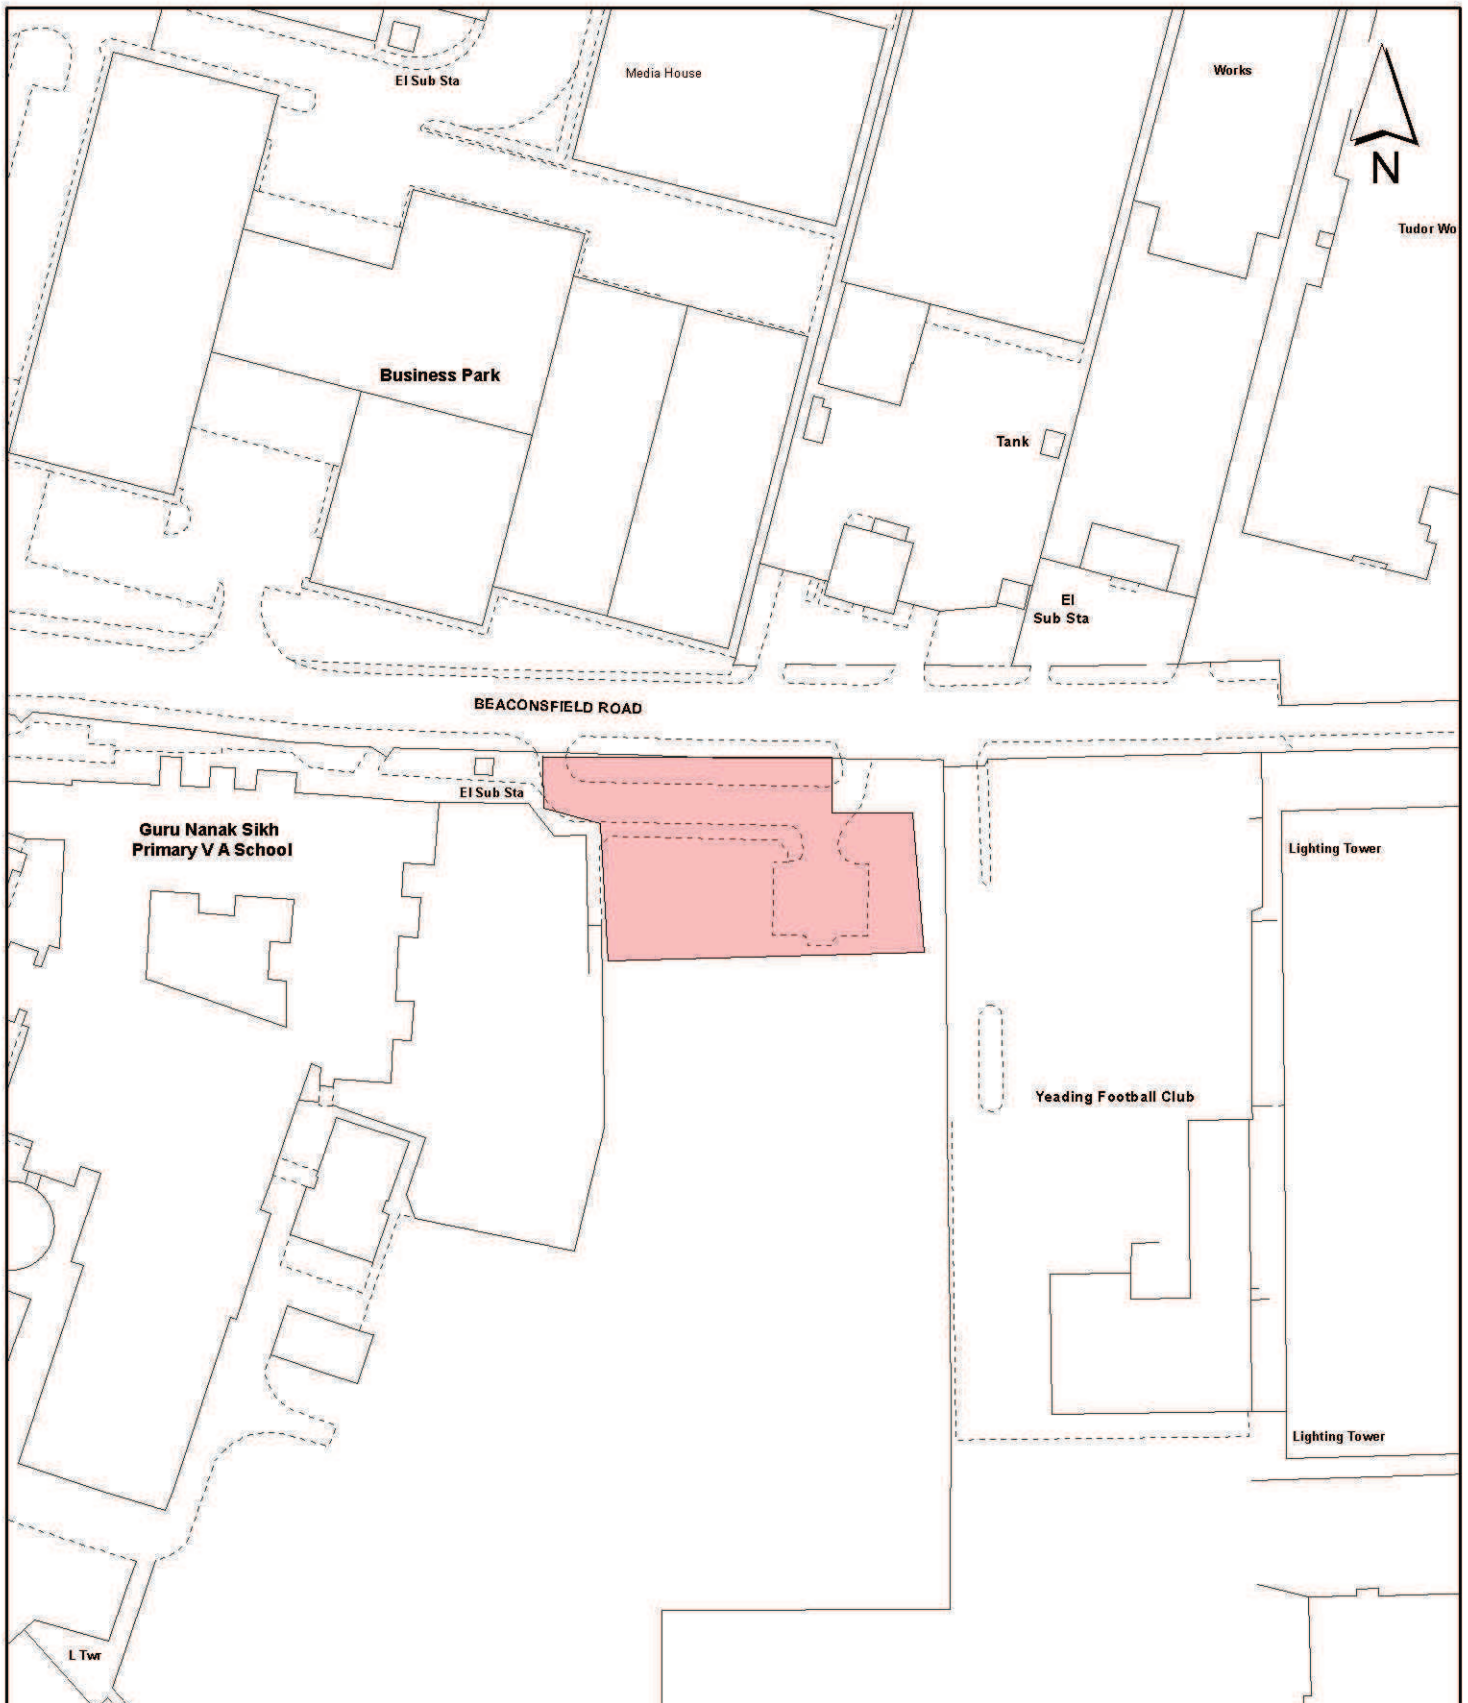 El Sub Sta
Media House
Works
N
Tudor Wo
Business Park
Tank
El
Sub Sta
BEACONSFIELD ROAD
El Sub Sta
Guru Nanak Sikh
Primary V A School
Lighting Tower
Yeading Football Club
Lighting Tower
L Twr